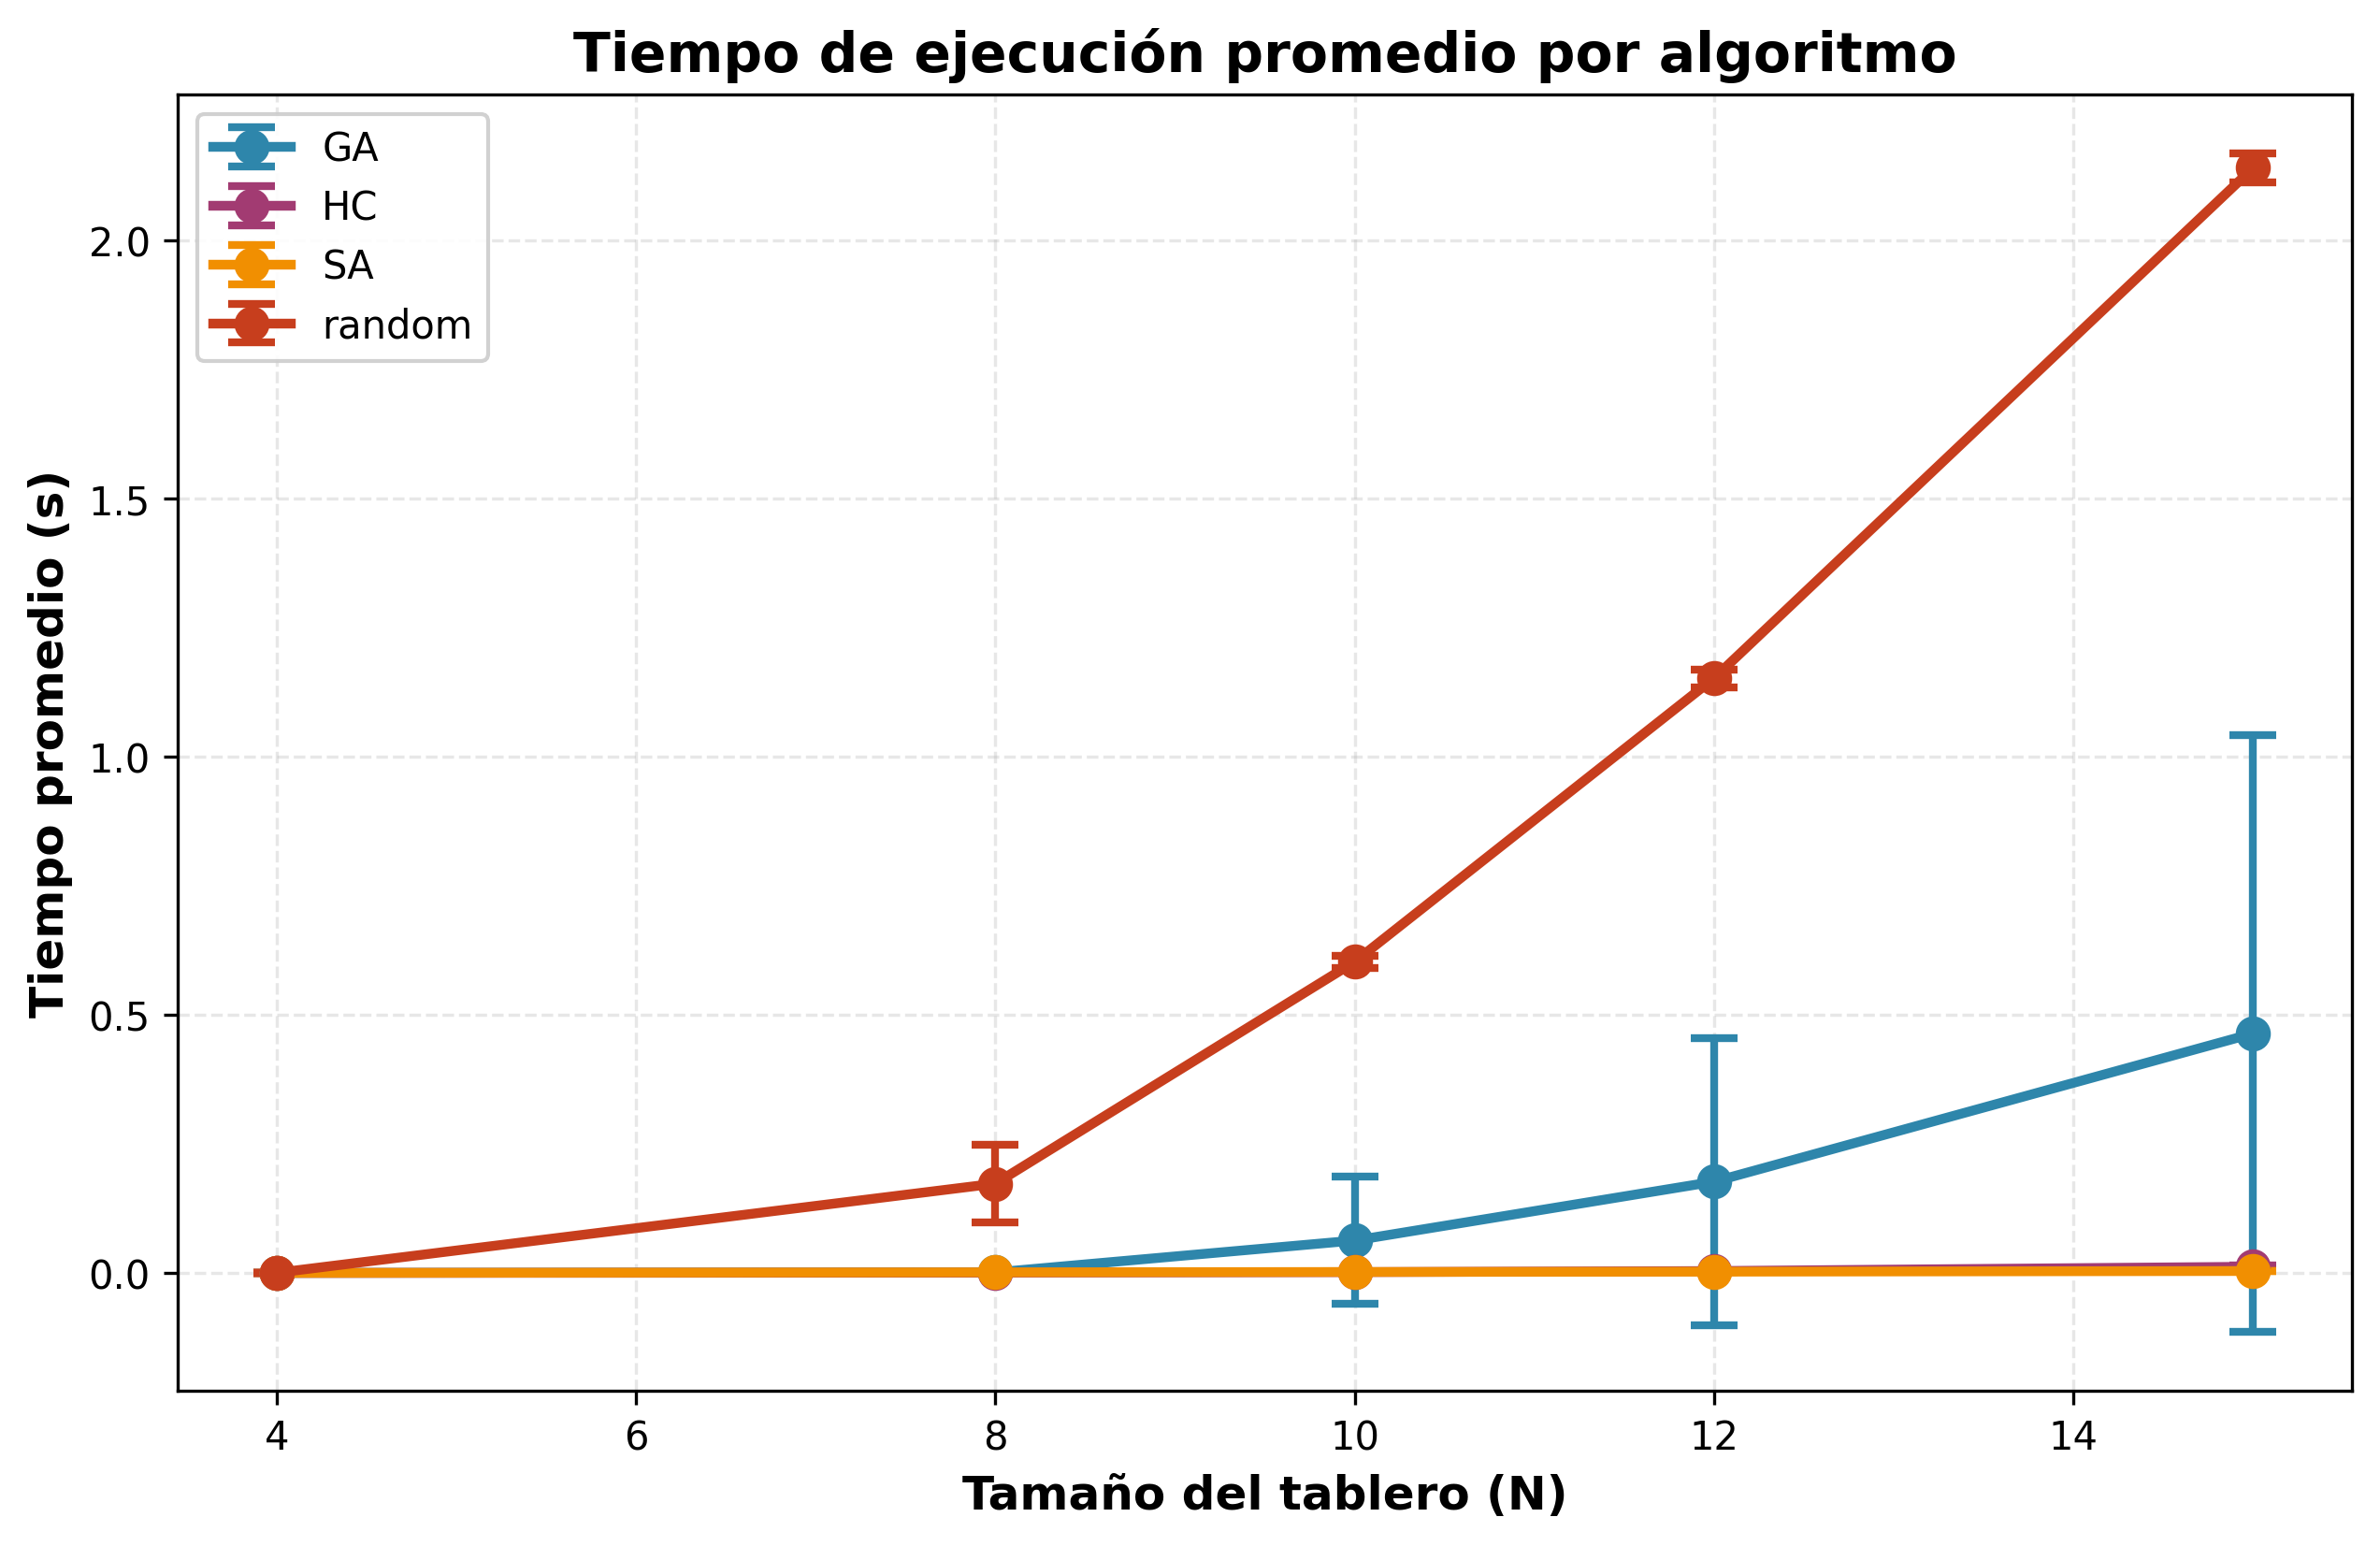 Tiempo de ejecución promedio por algoritmo
GA
HC
SA
random
Tiempo promedio (s)
2.0
1.5
1.0
0.5
0.0
4 6 8 10 12 14
Tamaño del tablero (N)